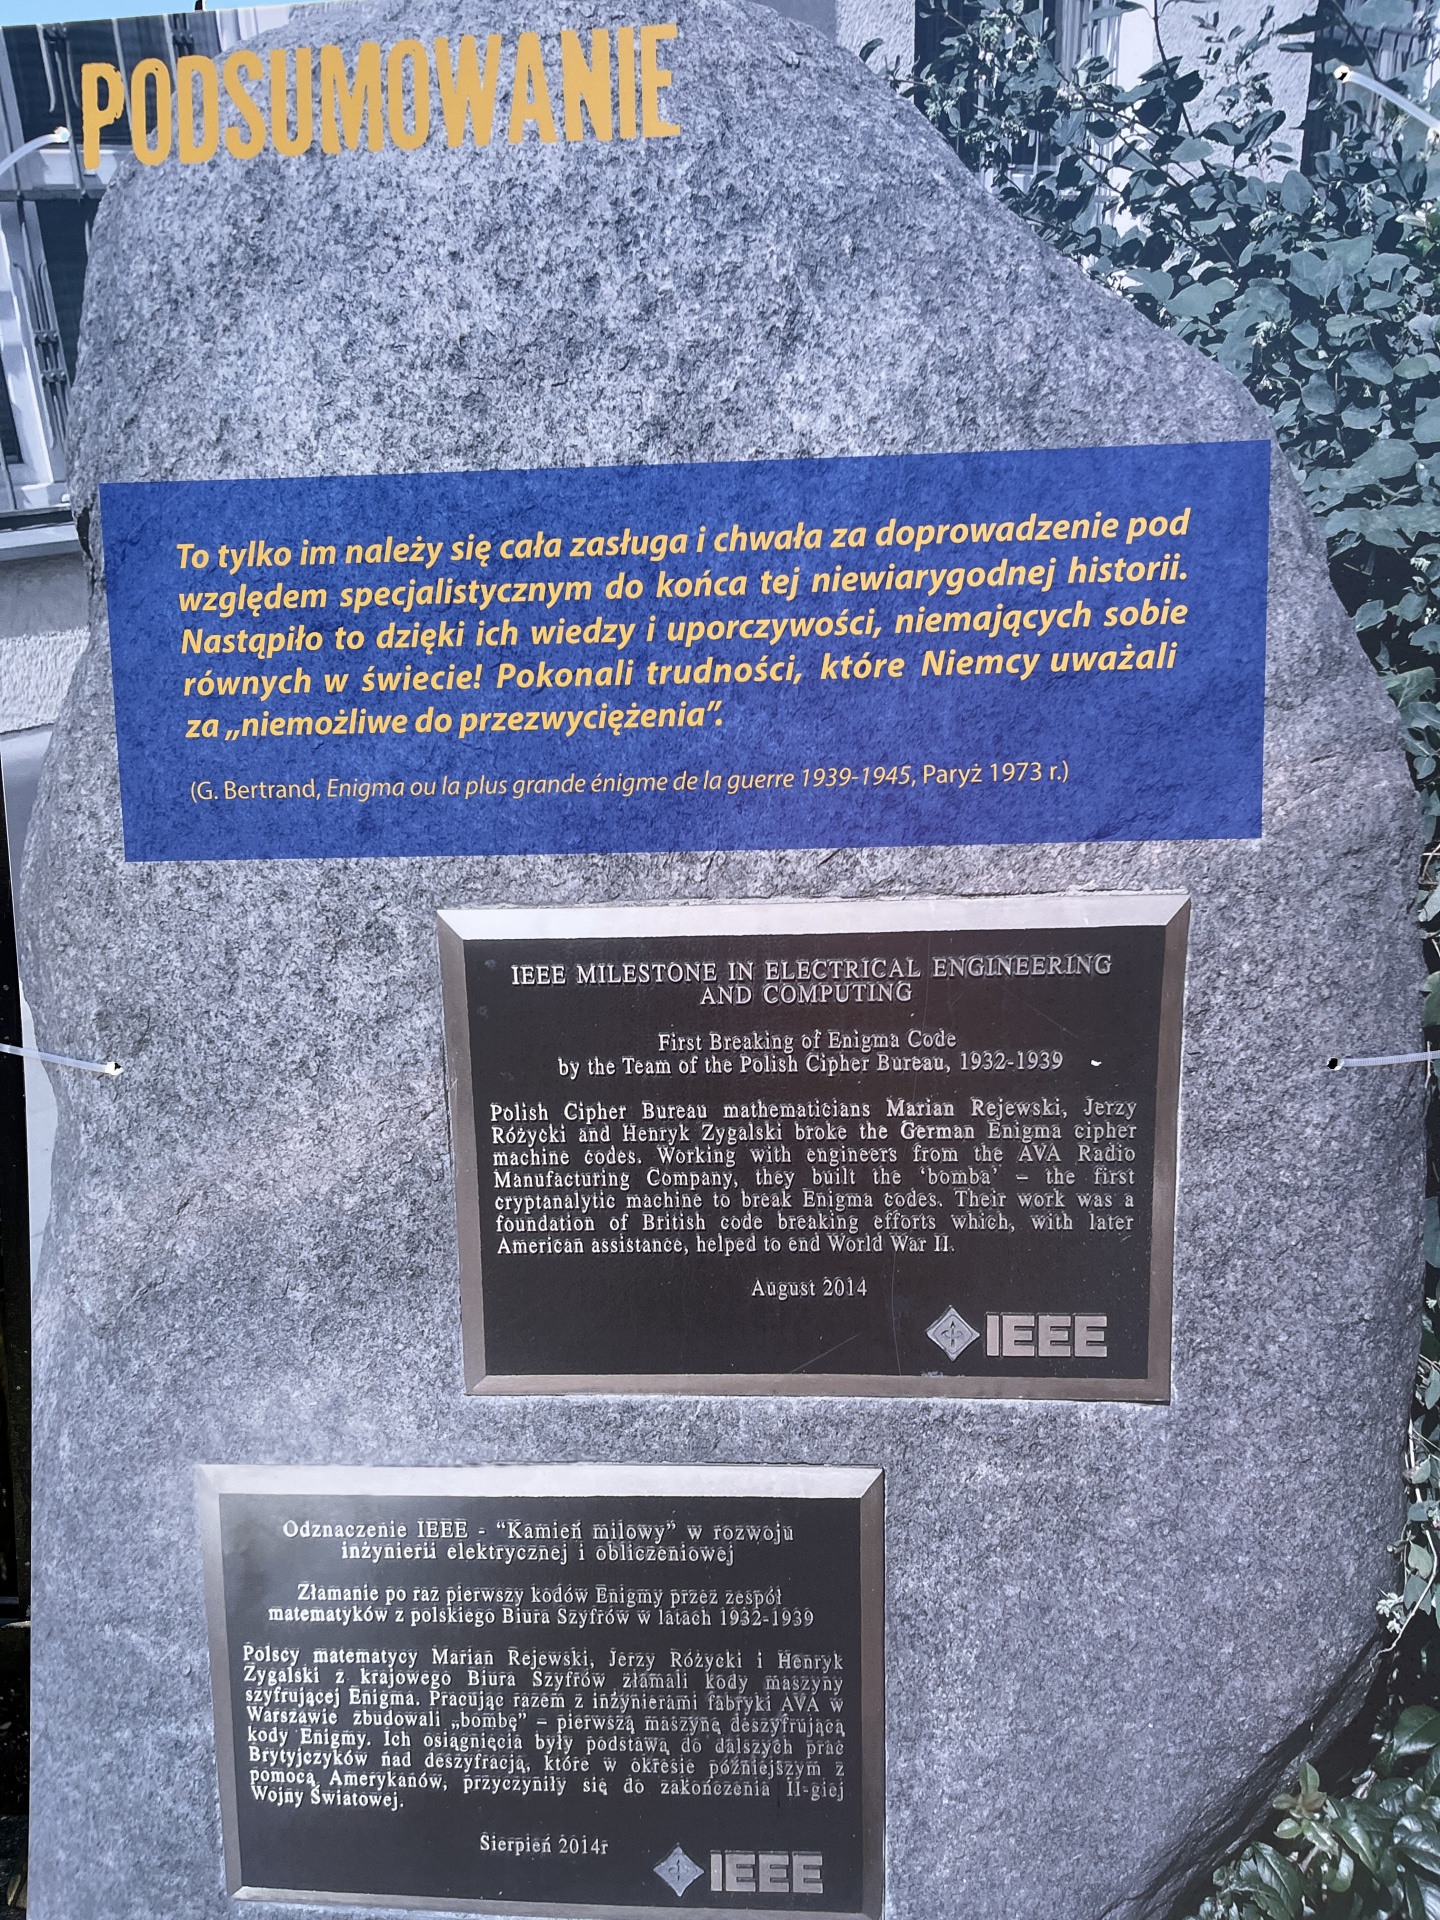 PODSUMOWANIE
To tylko im należy się cała zasługa i chwała za doprowadzenie pod
względem specjalistycznym do końca tej niewiarygodnej historii.
Nastąpiło to dzięki ich wiedzy i uporczywości, niemających sobie
równych w świecie! Pokonali trudności, które Niemcy uważali
za „niemożliwe do przezwyciężenia”.
(G. Bertrand, Enigma ou la plus grande énigme de la guerre 1939-1945, Paryż 1973 r.)
IEEE MILESTONE IN ELECTRICAL ENGINEERING
AND COMPUTING
First Breaking of Enigma Code
by the Team of the Polish Cipher Bureau, 1932-1939
Polish Cipher Bureau mathematicians Marian Rejewski, Jerzy
Różycki and Henryk Zygalski broke the German Enigma cipher
machine codes. Working with engineers from the AVA Radio
Manufacturing Company, they built the ‘bomba’ – the first
cryptanalytic machine to break Enigma codes. Their work was a
foundation of British code breaking efforts which, with later
American assistance, helped to end World War II.
August 2014
IEEE
Odznaczenie IEEE - “Kamień milowy” w rozwoju
inżynierii elektrycznej i obliczeniowej
Złamanie po raz pierwszy kodów Enigmy przez zespół
matematyków z polskiego Biura Szyfrów w latach 1932-1939
Polscy matematycy Marian Rejewski, Jerzy Różycki i Henryk
Zygalski z krajowego Biura Szyfrów złamali kody maszyny
szyfrującej Enigma. Pracując razem z inżynierami fabryki AVA w
Warszawie zbudowali „bombę” – pierwszą maszynę deszyfrującą
kody Enigmy. Ich osiągnięcia były podstawą do dalszych prac
Brytyjczyków nad deszyfracją, które w okresie późniejszym z
pomocą Amerykanów, przyczyniły się do zakończenia II-giej
Wojny Światowej.
Sierpień 2014r
IEEE